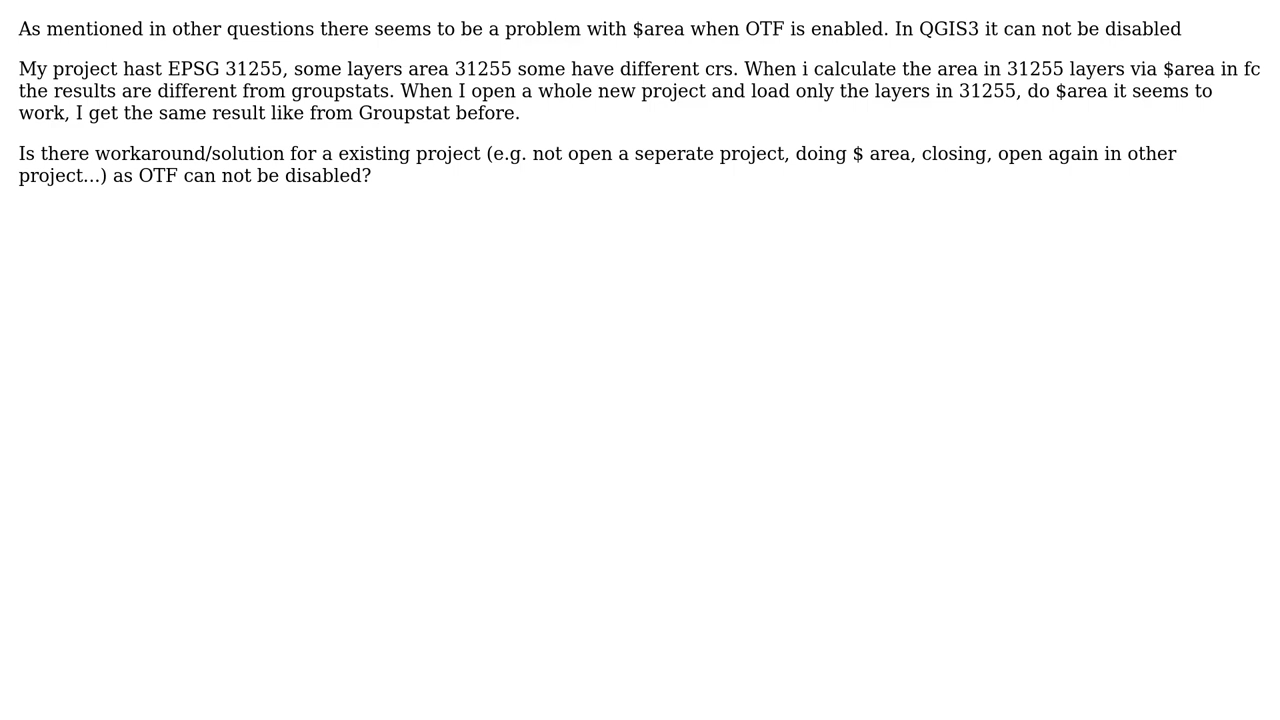 As mentioned in other questions there seems to be a problem with $area when OTF is enabled. In QGIS3 it can not be disabled
My project hast EPSG 31255, some layers area 31255 some have different crs. When i calculate the area in 31255 layers via $area in fc
the results are different from groupstats. When I open a whole new project and load only the layers in 31255, do $area it seems to
work, I get the same result like from Groupstat before.
Is there workaround/solution for a existing project (e.g. not open a seperate project, doing $ area, closing, open again in other
project...) as OTF can not be disabled?